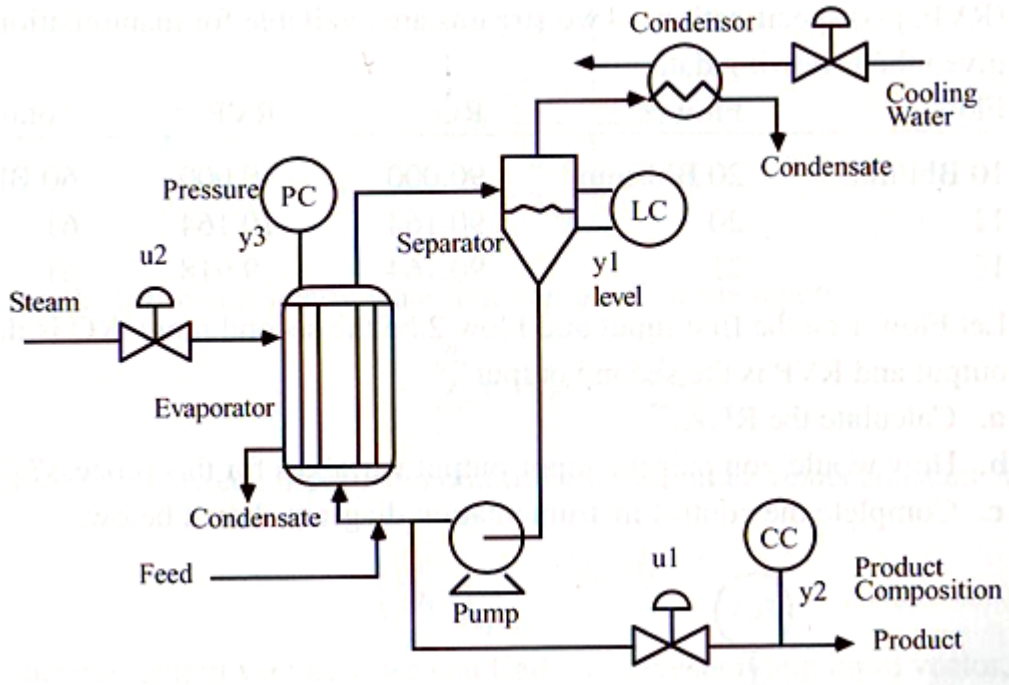 Condensor
Cooling
Water
Condensate
Pressure
PC
y3
LC
Separator
y1
level
u2
Steam
Evaporator
Condensate
Feed
Pump
u1
CC
y2
Product
Composition
Product